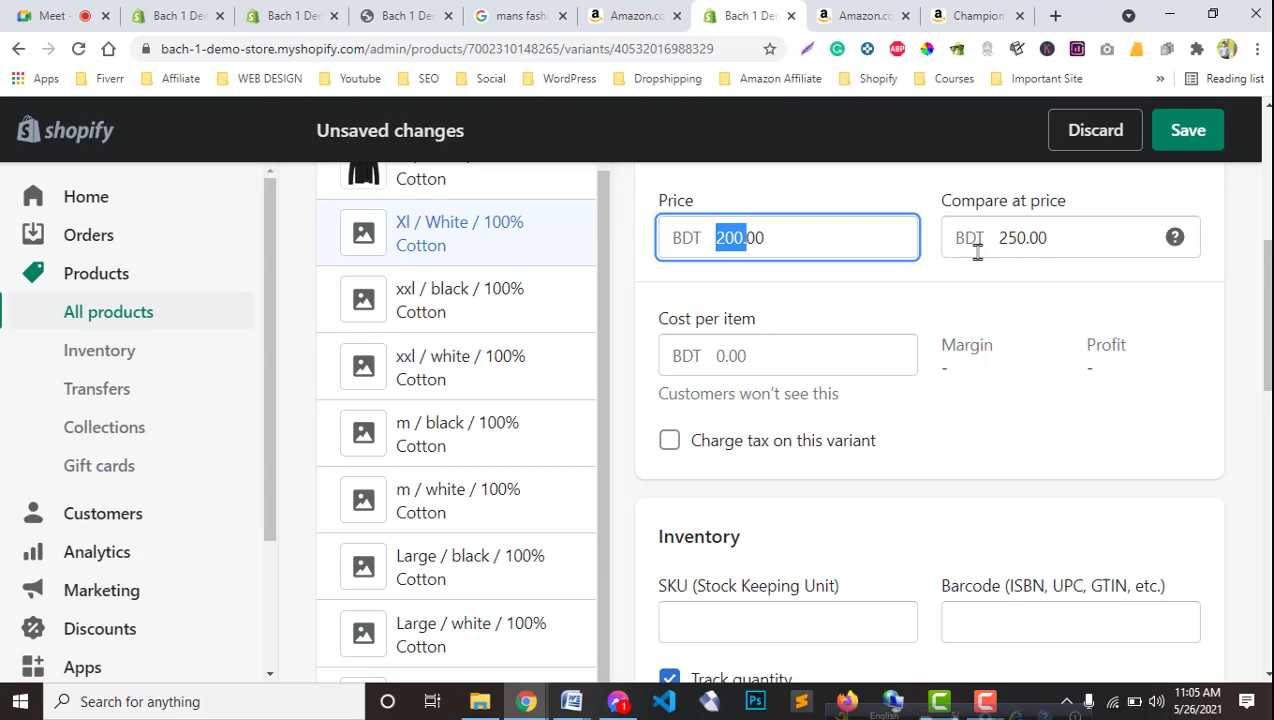 Meet -
Bach 1 Dem
Bach 1 Dem
Bach 1 Dem
mans fashi
Amazon.co
Bach 1 De
Amazon.co
Champion
bach-1-demo-store.myshopify.com/admin/products/7002310148265/variants/40532016988329
Apps
Fiverr
Affiliate
WEB DESIGN
Youtube
SEO
Social
WordPress
Dropshipping
Amazon Affiliate
Shopify
Courses
Important Site
»
Reading list
shopify
Unsaved changes
Discard
Save
Home
Orders
Products
All products
Inventory
Transfers
Collections
Gift cards
Customers
Analytics
Marketing
Discounts
Apps
Cotton
Xl / White / 100%
Cotton
xxl / black / 100%
Cotton
xxl / white / 100%
Cotton
m / black / 100%
Cotton
m / white / 100%
Cotton
Large / black / 100%
Cotton
Large / white / 100%
Cotton
Price
Compare at price
BDT 200.00
BDT 250.00
Cost per item
BDT 0.00
Margin
Profit
-
-
Customers won't see this
Charge tax on this variant
Inventory
SKU (Stock Keeping Unit)
Barcode (ISBN, UPC, GTIN, etc.)
Track quantity
Search for anything
11:05 AM
5/26/2021
English